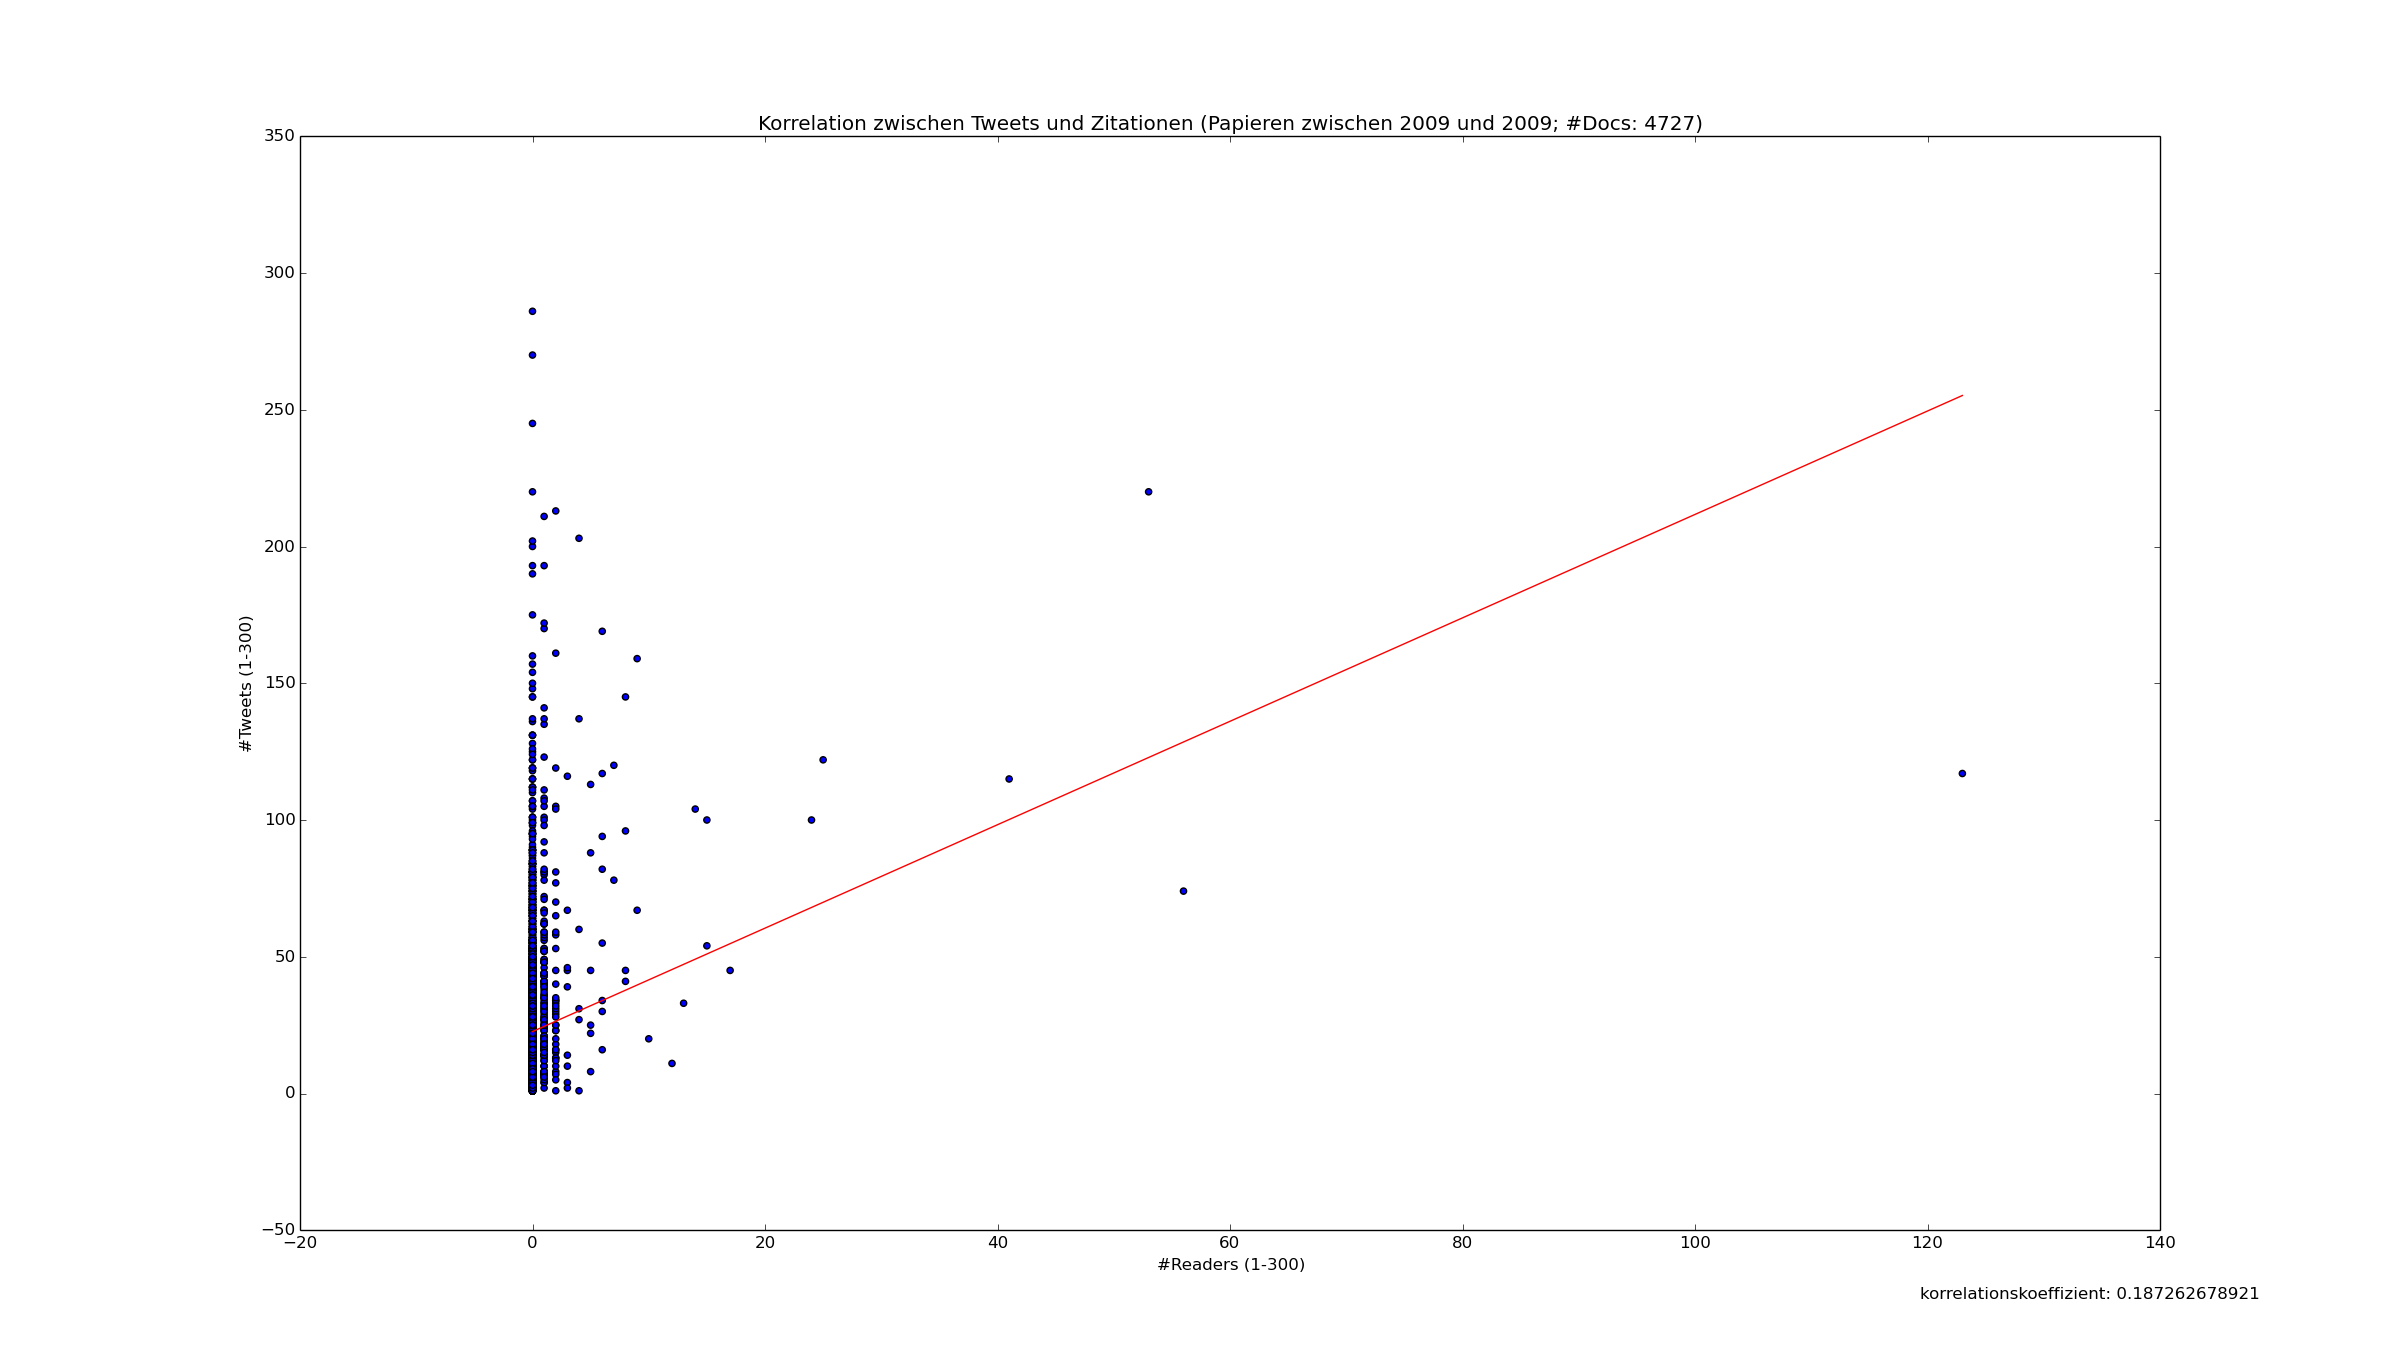 Korrelation zwischen Tweets und Zitationen (Papieren zwischen 2009 und 2009; #Docs: 4727)
350
300
250
200
150
100
50
0
−50
#Tweets (1-300)
−20 0 20 40 60 80 100 120 140
#Readers (1-300)
korrelationskoeffizient: 0.187262678921